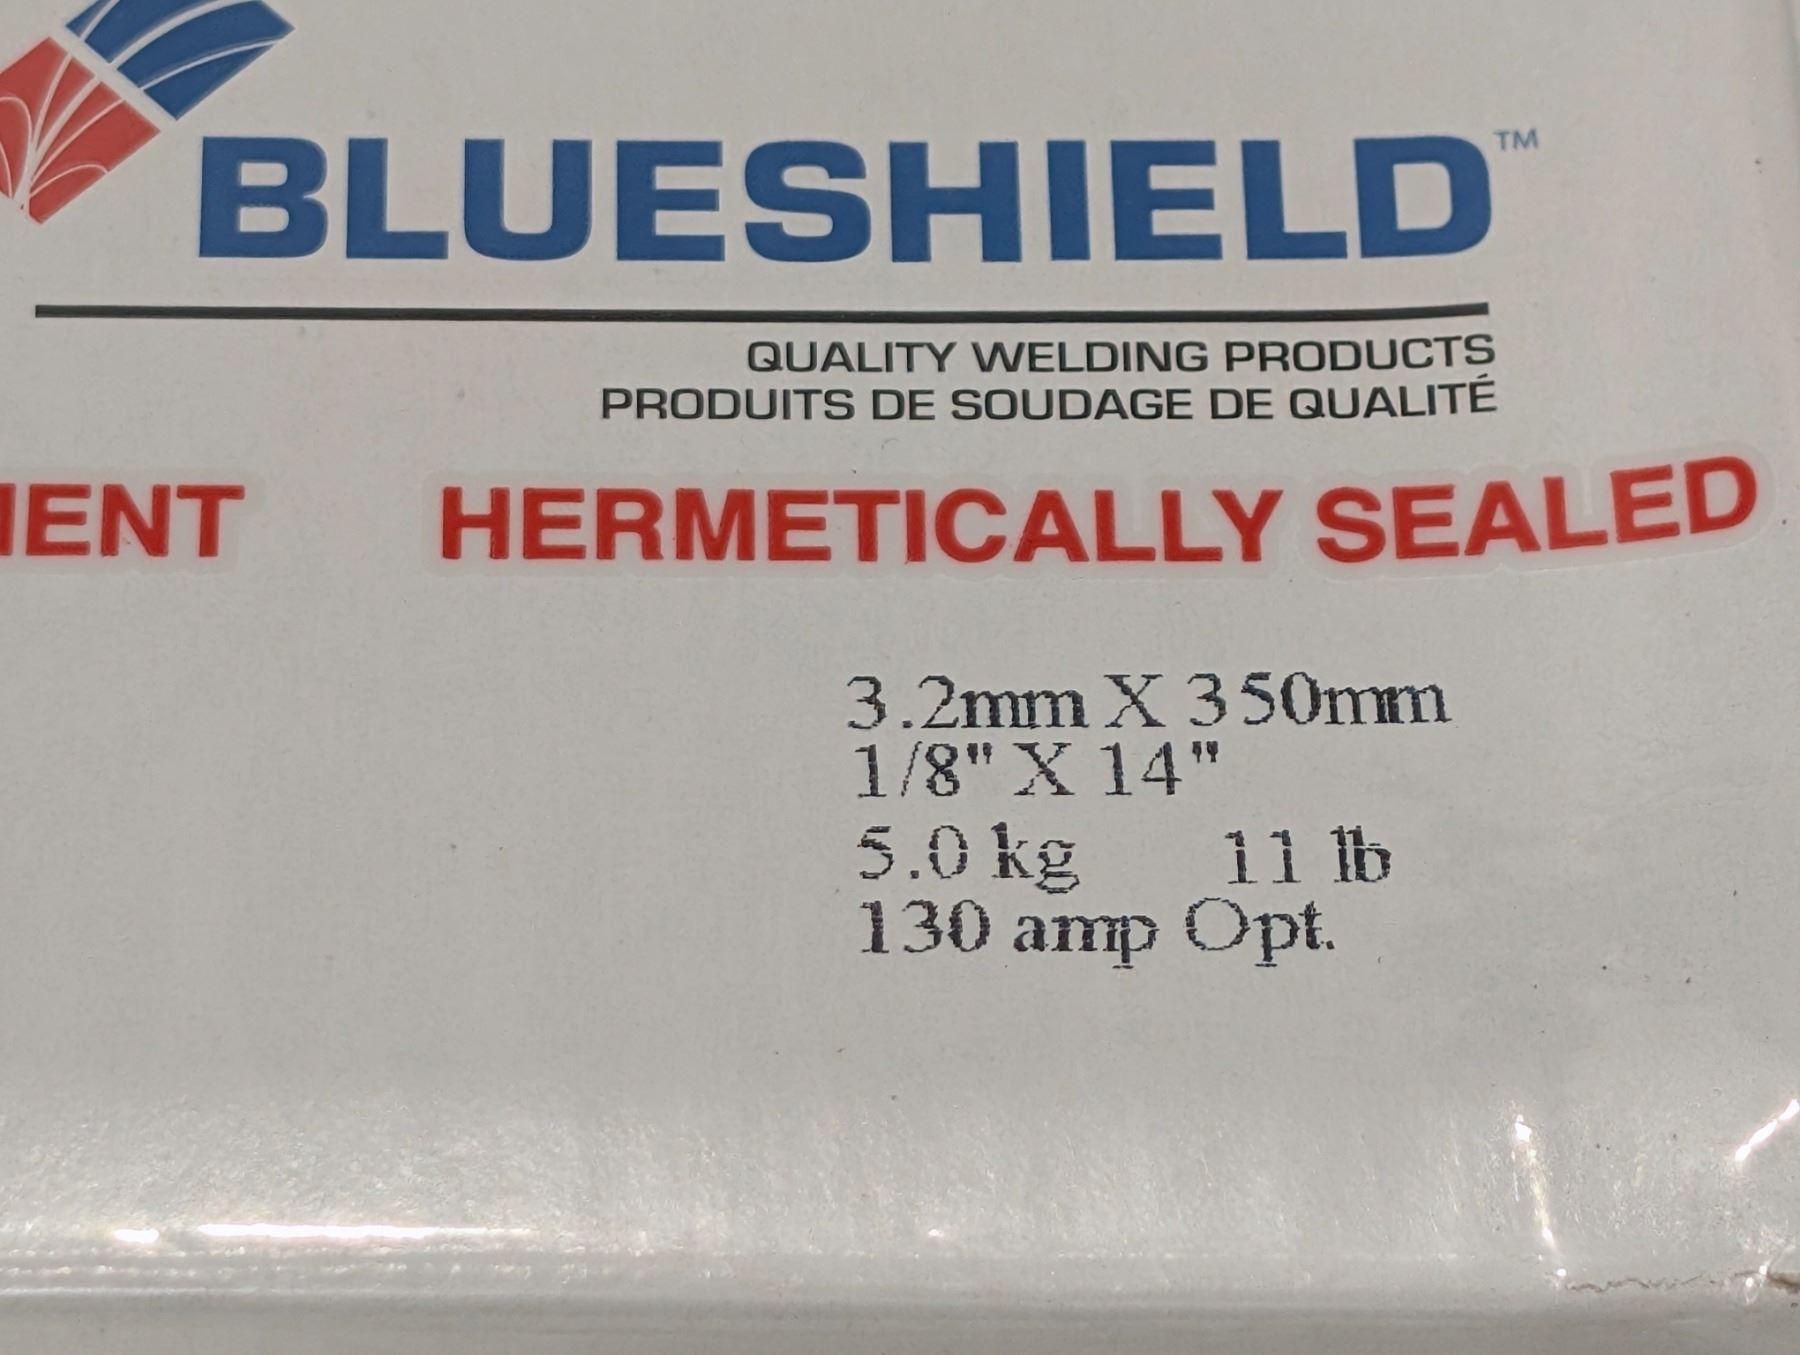 BLUESHIELD™
QUALITY WELDING PRODUCTS
PRODUITS DE SOUDAGE DE QUALITÉ
HERMETICALLY SEALED
3.2mm X 350mm
1/8" X 14"
5.0 kg 11 lb
130 amp Opt.